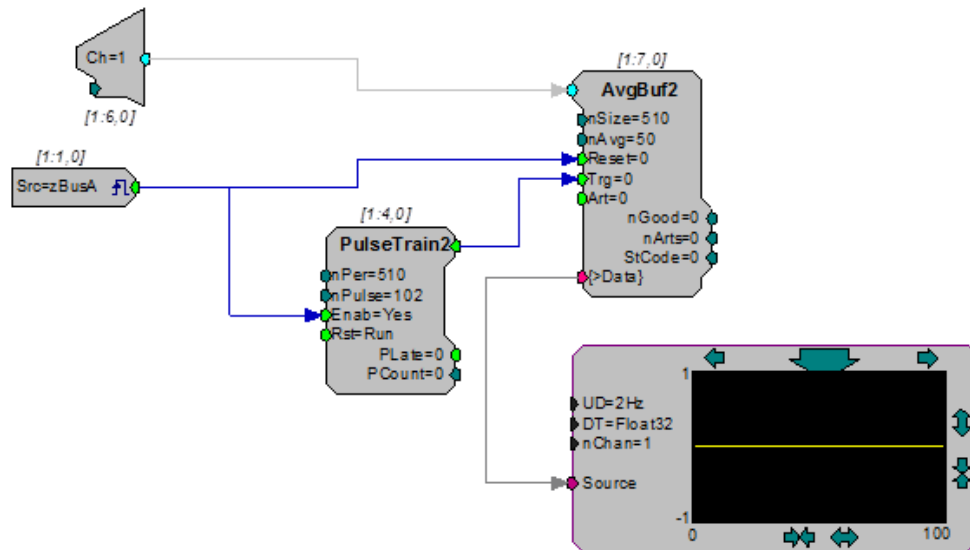 Ch=1
[1:6,0]
[1:1,0]
Src=zBusA
[1:4,0]
PulseTrain2
nPer=510
nPulse=102
Enab=Yes
Rst=Run
PLate=0
PCount=0
[1:7,0]
AvgBuf2
nSize=510
nAvg=50
Reset=0
Trg=0
Art=0
nGood=0
nArts=0
StCode=0
{>Data}
UD=2Hz
DT=Float32
nChan=1
Source
1
-1
0
100